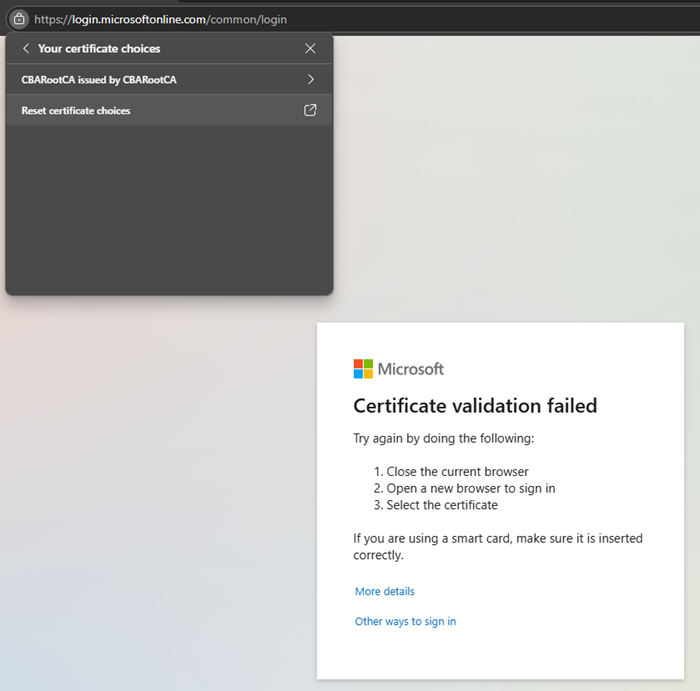 https://login.microsoftonline.com/common/login
Your certificate choices
CBARootCA issued by CBARootCA
Reset certificate choices
Microsoft
Certificate validation failed
Try again by doing the following:
1. Close the current browser
2. Open a new browser to sign in
3. Select the certificate
If you are using a smart card, make sure it is inserted
correctly.
More details
Other ways to sign in